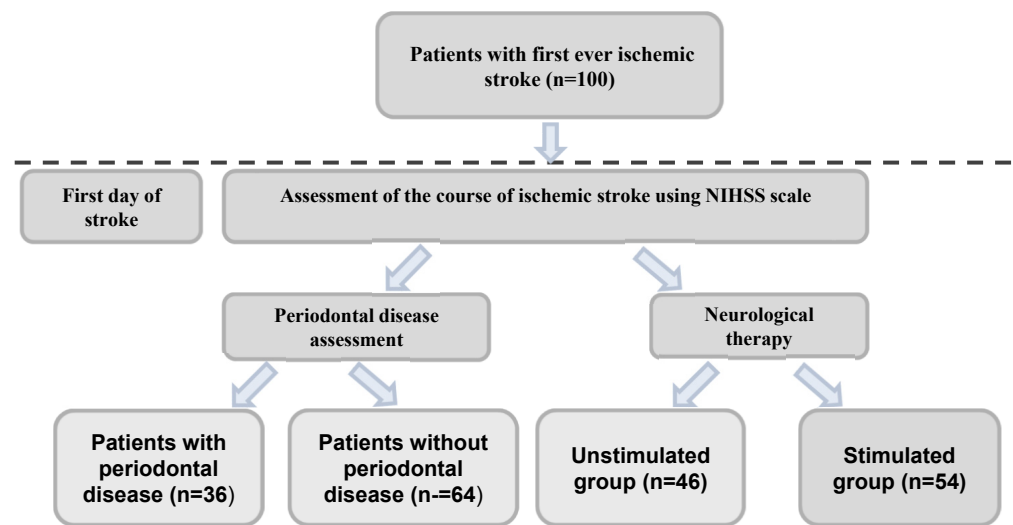 Patients with first ever ischemic
stroke (n=100)
First day of
stroke
Assessment of the course of ischemic stroke using NIHSS scale
Periodontal disease
assessment
Neurological
therapy
Patients with
periodontal
disease (n=36)
Patients without
periodontal
disease (n-=64)
Unstimulated
group (n=46)
Stimulated
group (n=54)